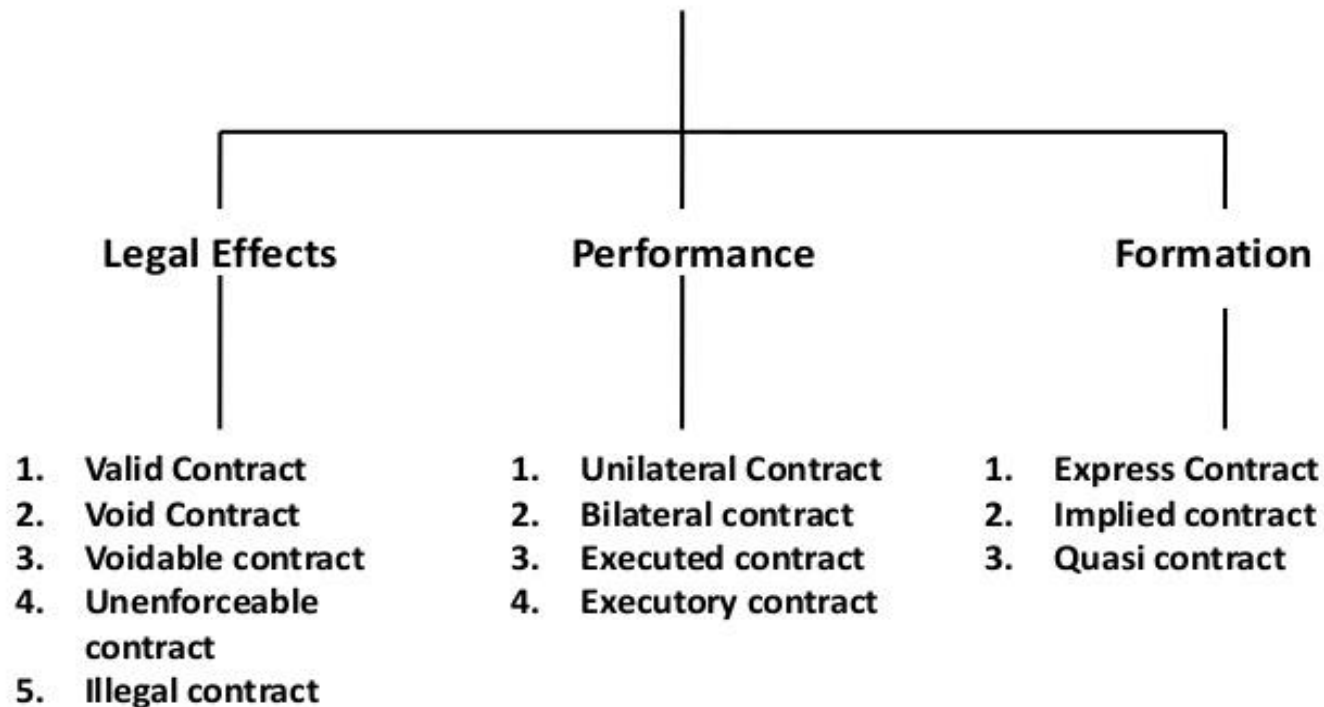 Legal Effects
Performance
Formation
1. Valid Contract
2. Void Contract
3. Voidable contract
4. Unenforceable
contract
5. Illegal contract
1. Unilateral Contract
2. Bilateral contract
3. Executed contract
4. Executory contract
1. Express Contract
2. Implied contract
3. Quasi contract